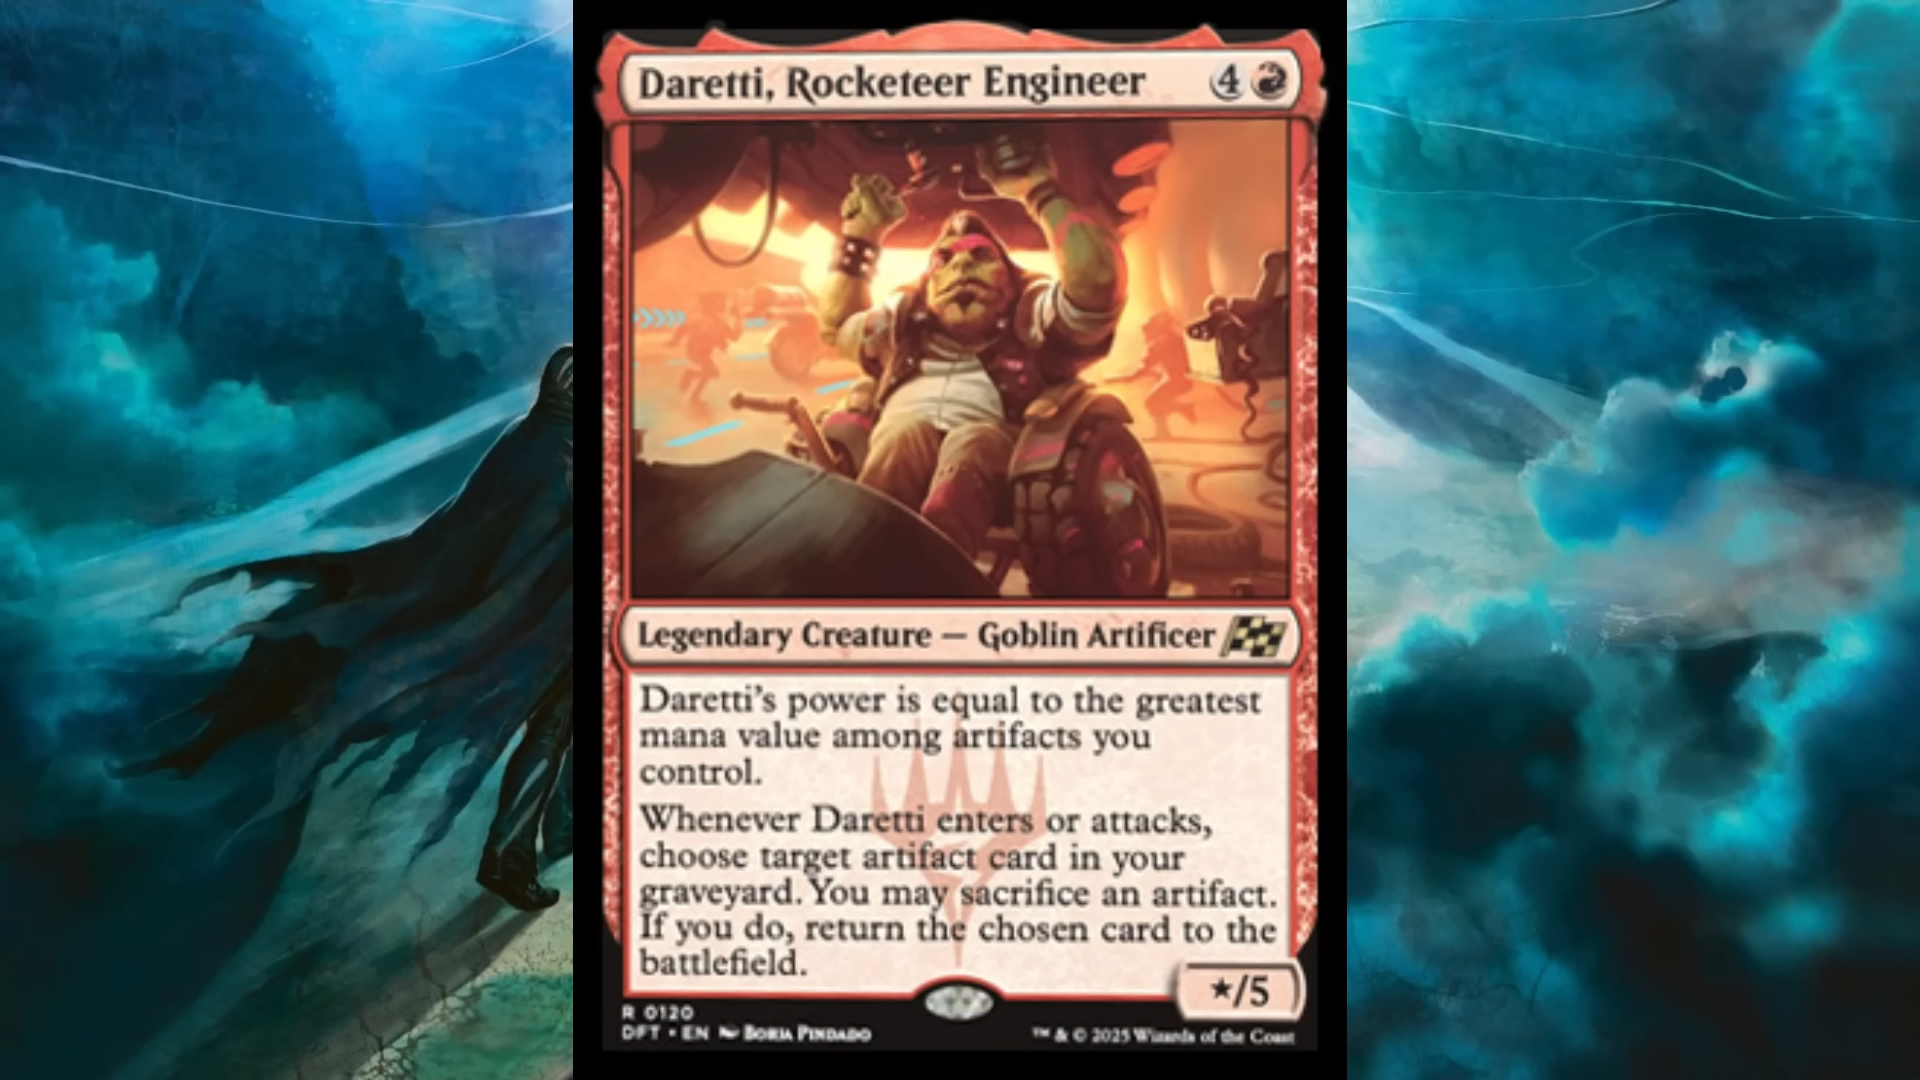 Daretti, Rocketeer Engineer 4
Legendary Creature — Goblin Artificer
Daretti's power is equal to the greatest
mana value among artifacts you
control.
Whenever Daretti enters or attacks,
choose target artifact card in your
graveyard. You may sacrifice an artifact.
If you do, return the chosen card to the
battlefield.
★/5
R 0120
DFT • EN Borja Pindado
™ & © 2025 Wizards of the Coast